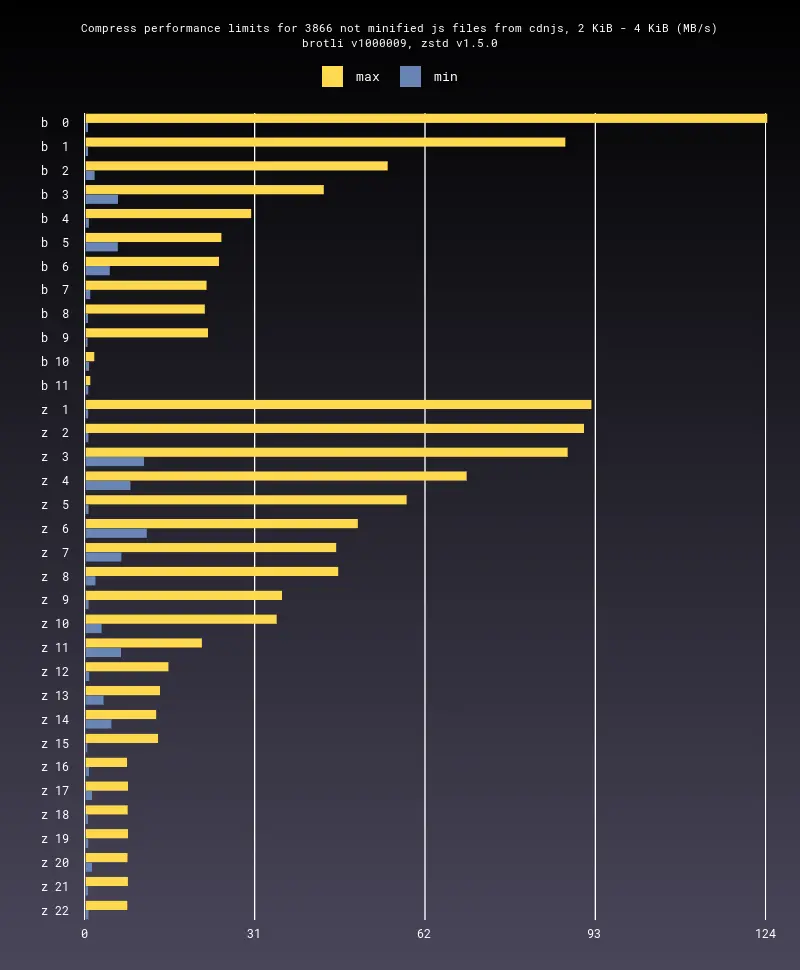 Compress performance limits for 3866 not minified js files from cdnjs, 2 KiB - 4 KiB (MB/s)
brotli v1000009, zstd v1.5.0
max min
b 0
b 1
b 2
b 3
b 4
b 5
b 6
b 7
b 8
b 9
b 10
b 11
z 1
z 2
z 3
z 4
z 5
z 6
z 7
z 8
z 9
z 10
z 11
z 12
z 13
z 14
z 15
z 16
z 17
z 18
z 19
z 20
z 21
z 22
0 31 62 93 124